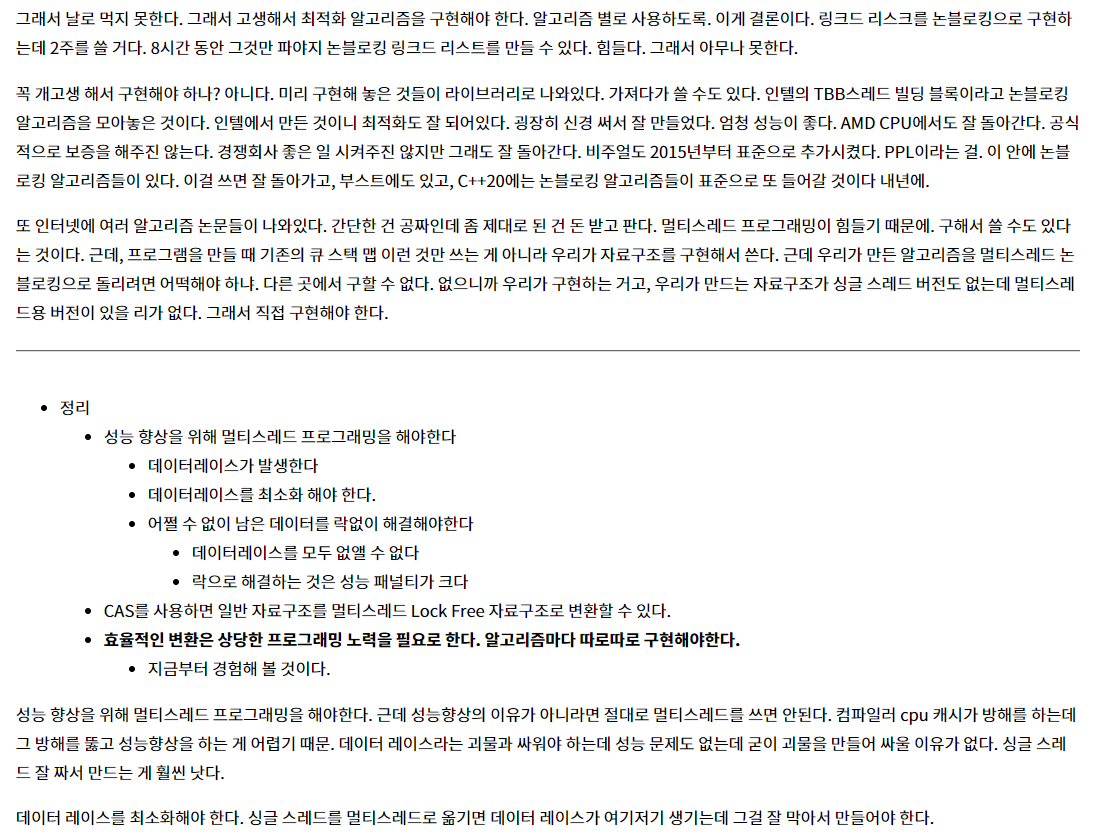 그래서 날로 먹지 못한다. 그래서 고생해서 최적화 알고리즘을 구현해야 한다. 알고리즘 별로 사용하도록. 이게 결론이다. 링크드 리스크를 논블로킹으로 구현하
는데 2주를 쓸 거다. 8시간 동안 그것만 파야지 논블로킹 링크드 리스트를 만들 수 있다. 힘들다. 그래서 아무나 못한다.
꼭 개고생 해서 구현해야 하나? 아니다. 미리 구현해 놓은 것들이 라이브러리로 나와있다. 가져다가 쓸 수도 있다. 인텔의 TBB스레드 빌딩 블록이라고 논블로킹
알고리즘을 모아놓은 것이다. 인텔에서 만든 것이니 최적화도 잘 되어있다. 굉장히 신경 써서 잘 만들었다. 엄청 성능이 좋다. AMD CPU에서도 잘 돌아간다. 공식
적으로 보증을 해주진 않는다. 경쟁회사 좋은 일 시켜주진 않지만 그래도 잘 돌아간다. 비주얼도 2015년부터 표준으로 추가시켰다. PPL이라는 걸. 이 안에 논블
로킹 알고리즘들이 있다. 이걸 쓰면 잘 돌아가고, 부스트에도 있고, C++20에는 논블로킹 알고리즘들이 표준으로 또 들어갈 것이다 내년에.
또 인터넷에 여러 알고리즘 논문들이 나와있다. 간단한 건 공짜인데 좀 제대로 된 건 돈 받고 판다. 멀티스레드 프로그래밍이 힘들기 때문에. 구해서 쓸 수도 있다
는 것이다. 근데, 프로그램을 만들 때 기존의 큐 스택 맵 이런 것만 쓰는 게 아니라 우리가 자료구조를 구현해서 쓴다. 근데 우리가 만든 알고리즘을 멀티스레드 논
블로킹으로 돌리려면 어떡해야 하냐. 다른 곳에서 구할 수 없다. 없으니까 우리가 구현하는 거고, 우리가 만드는 자료구조가 싱글 스레드 버전도 없는데 멀티스레
드용 버전이 있을 리가 없다. 그래서 직접 구현해야 한다.
• 정리
• 성능 향상을 위해 멀티스레드 프로그래밍을 해야한다
• 데이터레이스가 발생한다
• 데이터레이스를 최소화 해야 한다.
• 어쩔 수 없이 남은 데이터를 락없이 해결해야한다
• 데이터레이스를 모두 없앨 수 없다
• 락으로 해결하는 것은 성능 패널티가 크다
• CAS를 사용하면 일반 자료구조를 멀티스레드 Lock Free 자료구조로 변환할 수 있다.
• 효율적인 변환은 상당한 프로그래밍 노력을 필요로 한다. 알고리즘마다 따로따로 구현해야한다.
• 지금부터 경험해 볼 것이다.
성능 향상을 위해 멀티스레드 프로그래밍을 해야한다. 근데 성능향상의 이유가 아니라면 절대로 멀티스레드를 쓰면 안된다. 컴파일러 cpu 캐시가 방해를 하는데
그 방해를 뚫고 성능향상을 하는 게 어렵기 때문. 데이터 레이스라는 괴물과 싸워야 하는데 성능 문제도 없는데 굳이 괴물을 만들어 싸울 이유가 없다. 싱글 스레
드 잘 짜서 만드는 게 훨씬 낫다.
데이터 레이스를 최소화해야 한다. 싱글 스레드를 멀티스레드로 옮기면 데이터 레이스가 여기저기 생기는데 그걸 잘 막아서 만들어야 한다.